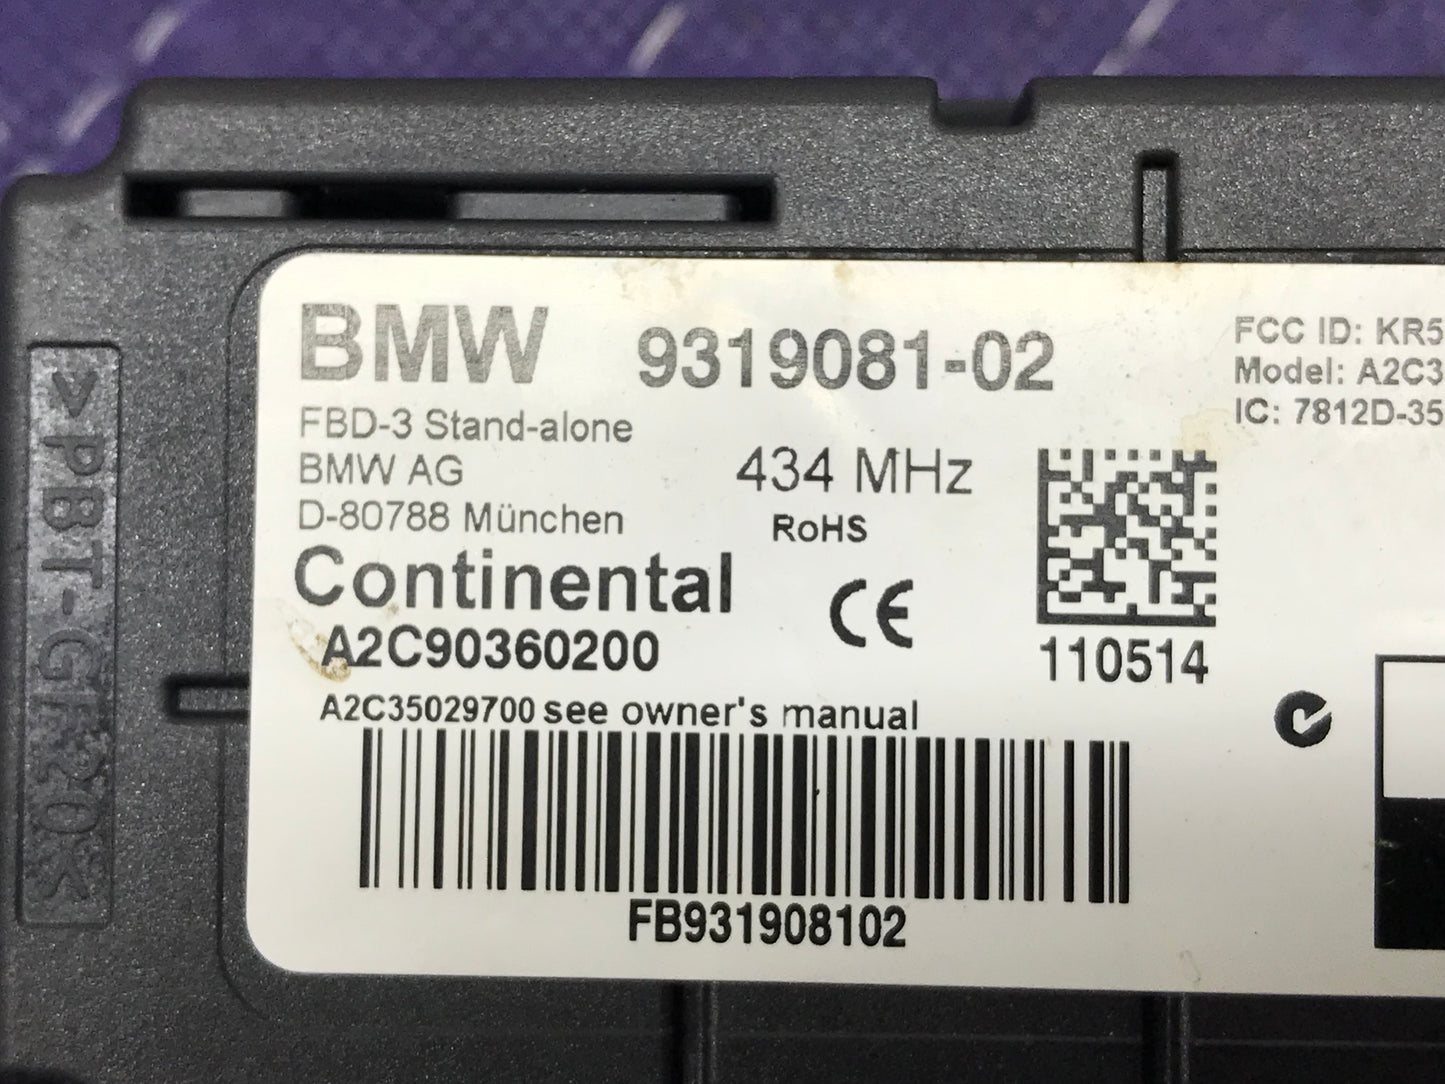 BMW 9319081-02
FBD-3 Stand-alone
BMW AG
434 MHz
D-80788 München
RoHS
Continental
CE
A2C90360200
A2C35029700 see owner's manual
FB931908102
110514
FCC ID: KR5
Model: A2C3
IC: 7812D-35
>PBT-GF20<